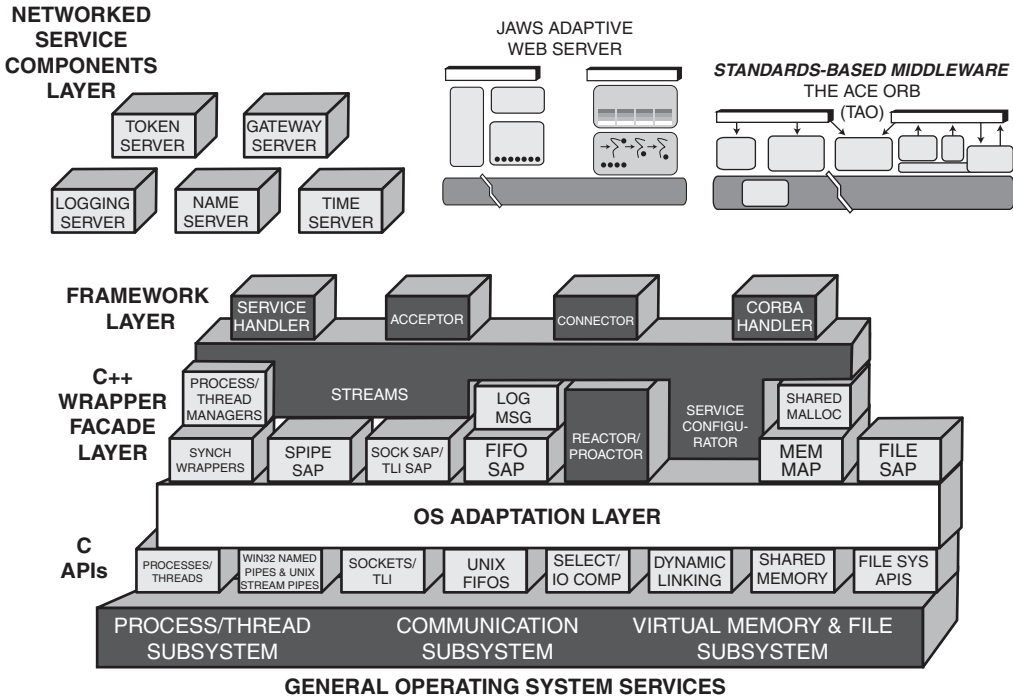 NETWORKED
SERVICE
COMPONENTS
LAYER
TOKEN
SERVER
GATEWAY
SERVER
LOGGING
SERVER
NAME
SERVER
TIME
SERVER
JAWS ADAPTIVE
WEB SERVER
STANDARDS-BASED MIDDLEWARE
THE ACE ORB
(TAO)
FRAMEWORK
LAYER
SERVICE
HANDLER
ACCEPTOR
CONNECTOR
CORBA
HANDLER
C++
WRAPPER
FACADE
LAYER
PROCESS/
THREAD
MANAGERS
STREAMS
LOG
MSG
REACTOR/
PROACTOR
SERVICE
CONFIGU-
RATOR
SHARED
MALLOC
SYNCH
WRAPPERS
SPIPE
SAP
SOCK SAP/
TLI SAP
FIFO
SAP
MEM
MAP
FILE
SAP
OS ADAPTATION LAYER
C
APIs
PROCESSES/
THREADS
WIN32 NAMED
PIPES & UNIX
STREAM PIPES
SOCKETS/
TLI
UNIX
FIFOS
SELECT/
IO COMP
DYNAMIC
LINKING
SHARED
MEMORY
FILE SYS
APIS
PROCESS/THREAD
SUBSYSTEM
COMMUNICATION
SUBSYSTEM
VIRTUAL MEMORY & FILE
SUBSYSTEM
GENERAL OPERATING SYSTEM SERVICES